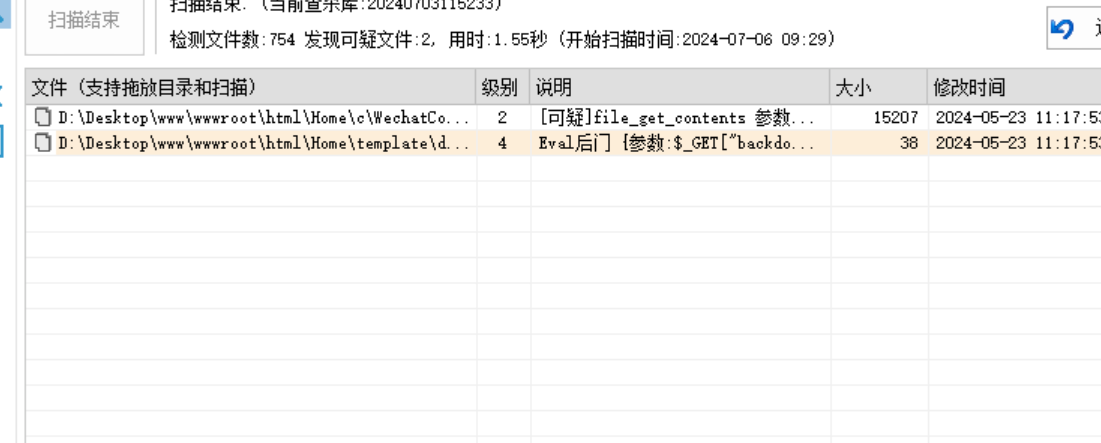 扫描结束
扫描结束. (当前查杀库:20240703115233)
检测文件数:754 发现可疑文件:2, 用时:1.55秒 (开始扫描时间:2024-07-06 09:29)
文件 (支持拖放目录和扫描) 级别 说明 大小 修改时间
D:\Desktop\www\wwwroot\html\Home\c\WechatCo... 2 [可疑]file_get_contents 参数... 15207 2024-05-23 11:17:53
D:\Desktop\www\wwwroot\html\Home\template\d... 4 Eval后门 {参数:$_GET["backdo... 38 2024-05-23 11:17:53